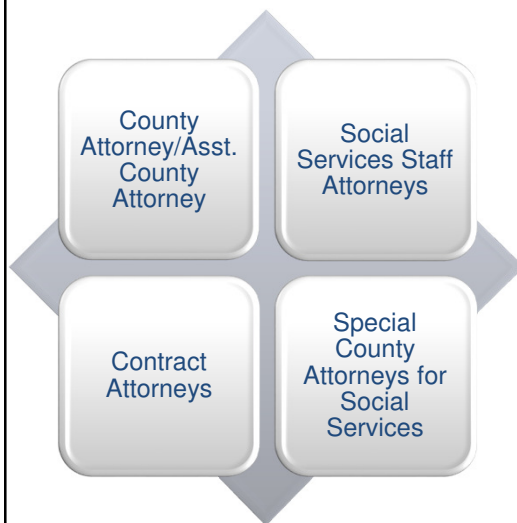 County
Attorney/Asst.
County
Attorney
Social
Services Staff
Attorneys
Contract
Attorneys
Special
County
Attorneys for
Social
Services